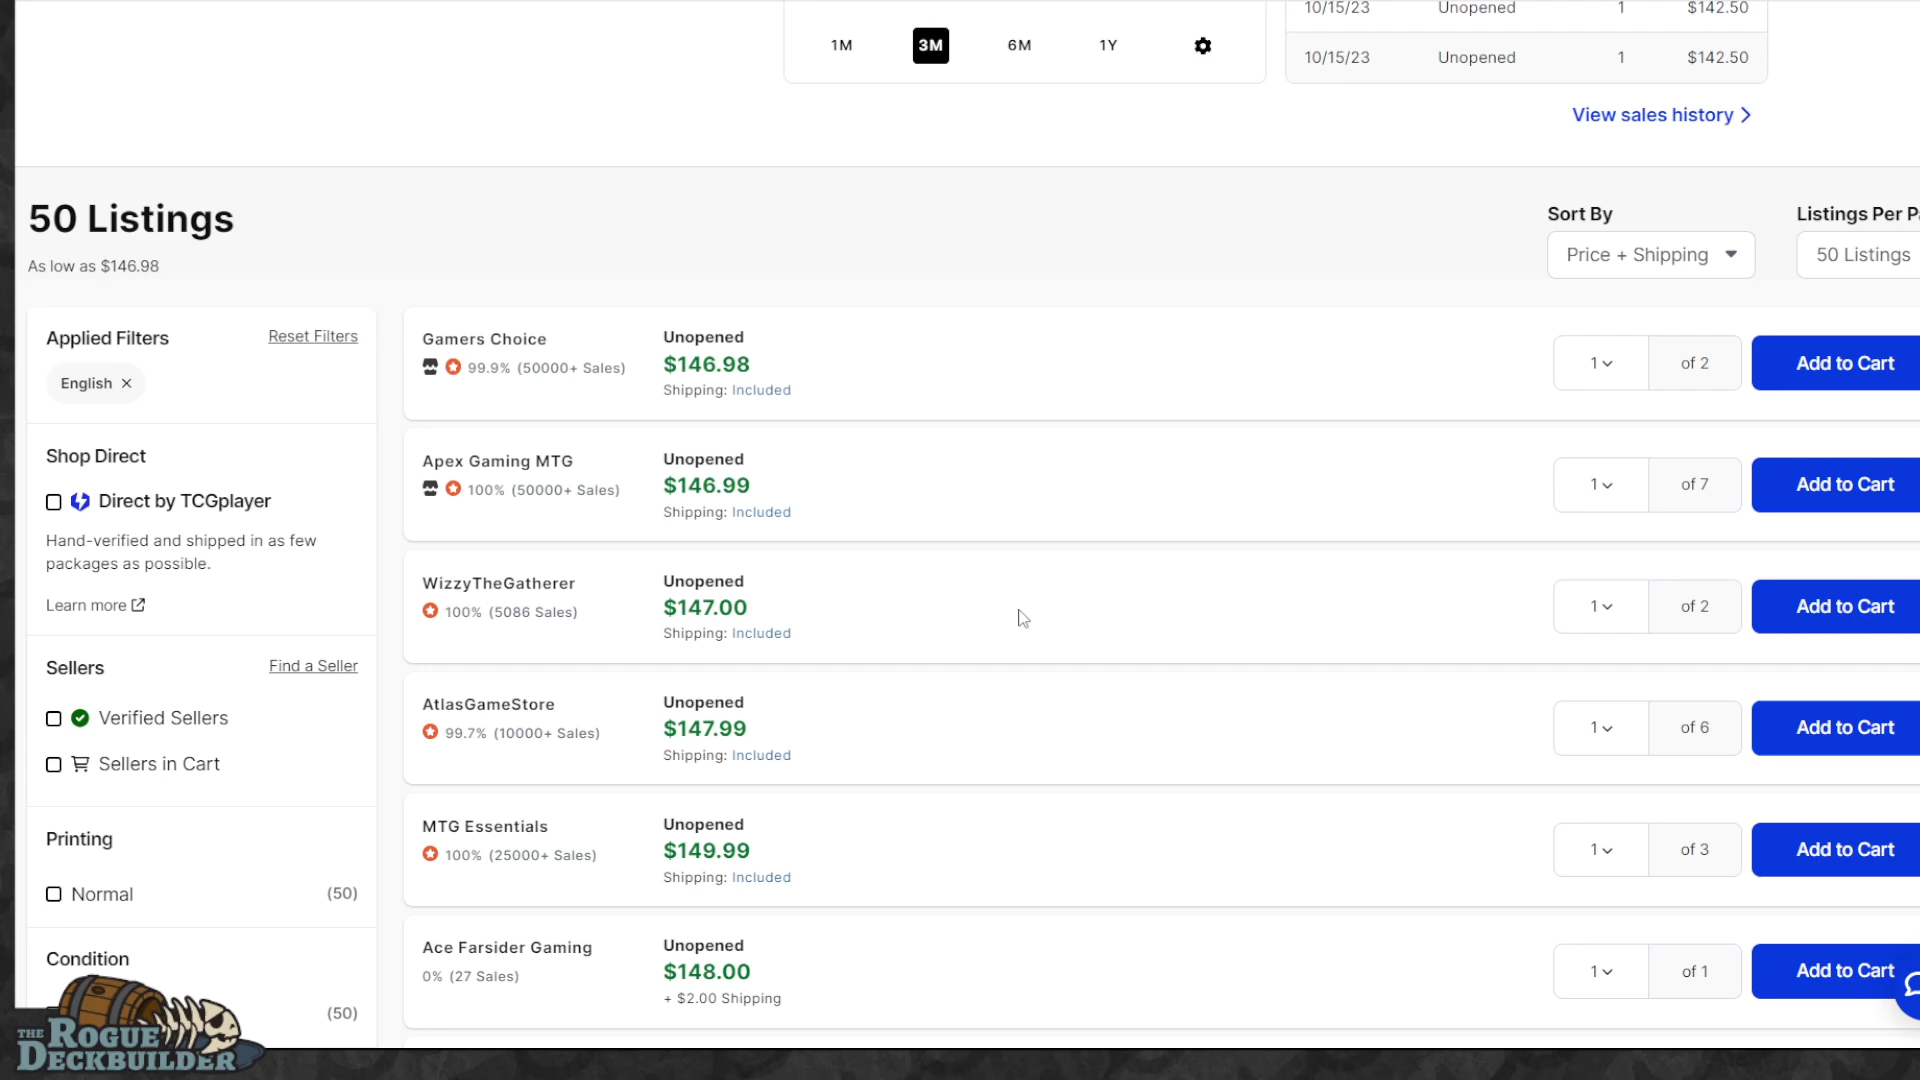 10/15/23 Unopened 1 $142.50
1M 3M 6M 1Y
10/15/23 Unopened 1 $142.50
View sales history
50 Listings
As low as $146.98
Sort By
Price + Shipping
Listings Per P
50 Listings
Applied Filters
Reset Filters
English
Shop Direct
Direct by TCGplayer
Hand-verified and shipped in as few
packages as possible.
Learn more
Sellers
Find a Seller
Verified Sellers
Sellers in Cart
Printing
Normal (50)
Condition
(50)
Gamers Choice
99.9% (50000+ Sales)
Unopened
$146.98
Shipping: Included
1 of 2
Add to Cart
Apex Gaming MTG
100% (50000+ Sales)
Unopened
$146.99
Shipping: Included
1 of 7
Add to Cart
WizzyTheGatherer
100% (5086 Sales)
Unopened
$147.00
Shipping: Included
1 of 2
Add to Cart
AtlasGameStore
99.7% (10000+ Sales)
Unopened
$147.99
Shipping: Included
1 of 6
Add to Cart
MTG Essentials
100% (25000+ Sales)
Unopened
$149.99
Shipping: Included
1 of 3
Add to Cart
Ace Farsider Gaming
0% (27 Sales)
Unopened
$148.00
+ $2.00 Shipping
1 of 1
Add to Cart
THE ROGUE
DECKBUILDER